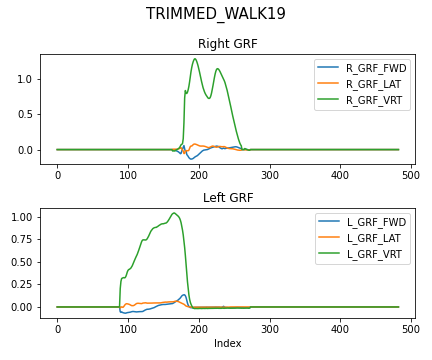 TRIMMED_WALK19
Right GRF
R_GRF_FWD
R_GRF_LAT
R_GRF_VRT
1.0
0.5
0.0
0 100 200 300 400 500
Left GRF
L_GRF_FWD
L_GRF_LAT
L_GRF_VRT
1.00
0.75
0.50
0.25
0.00
0 100 200 300 400 500
Index